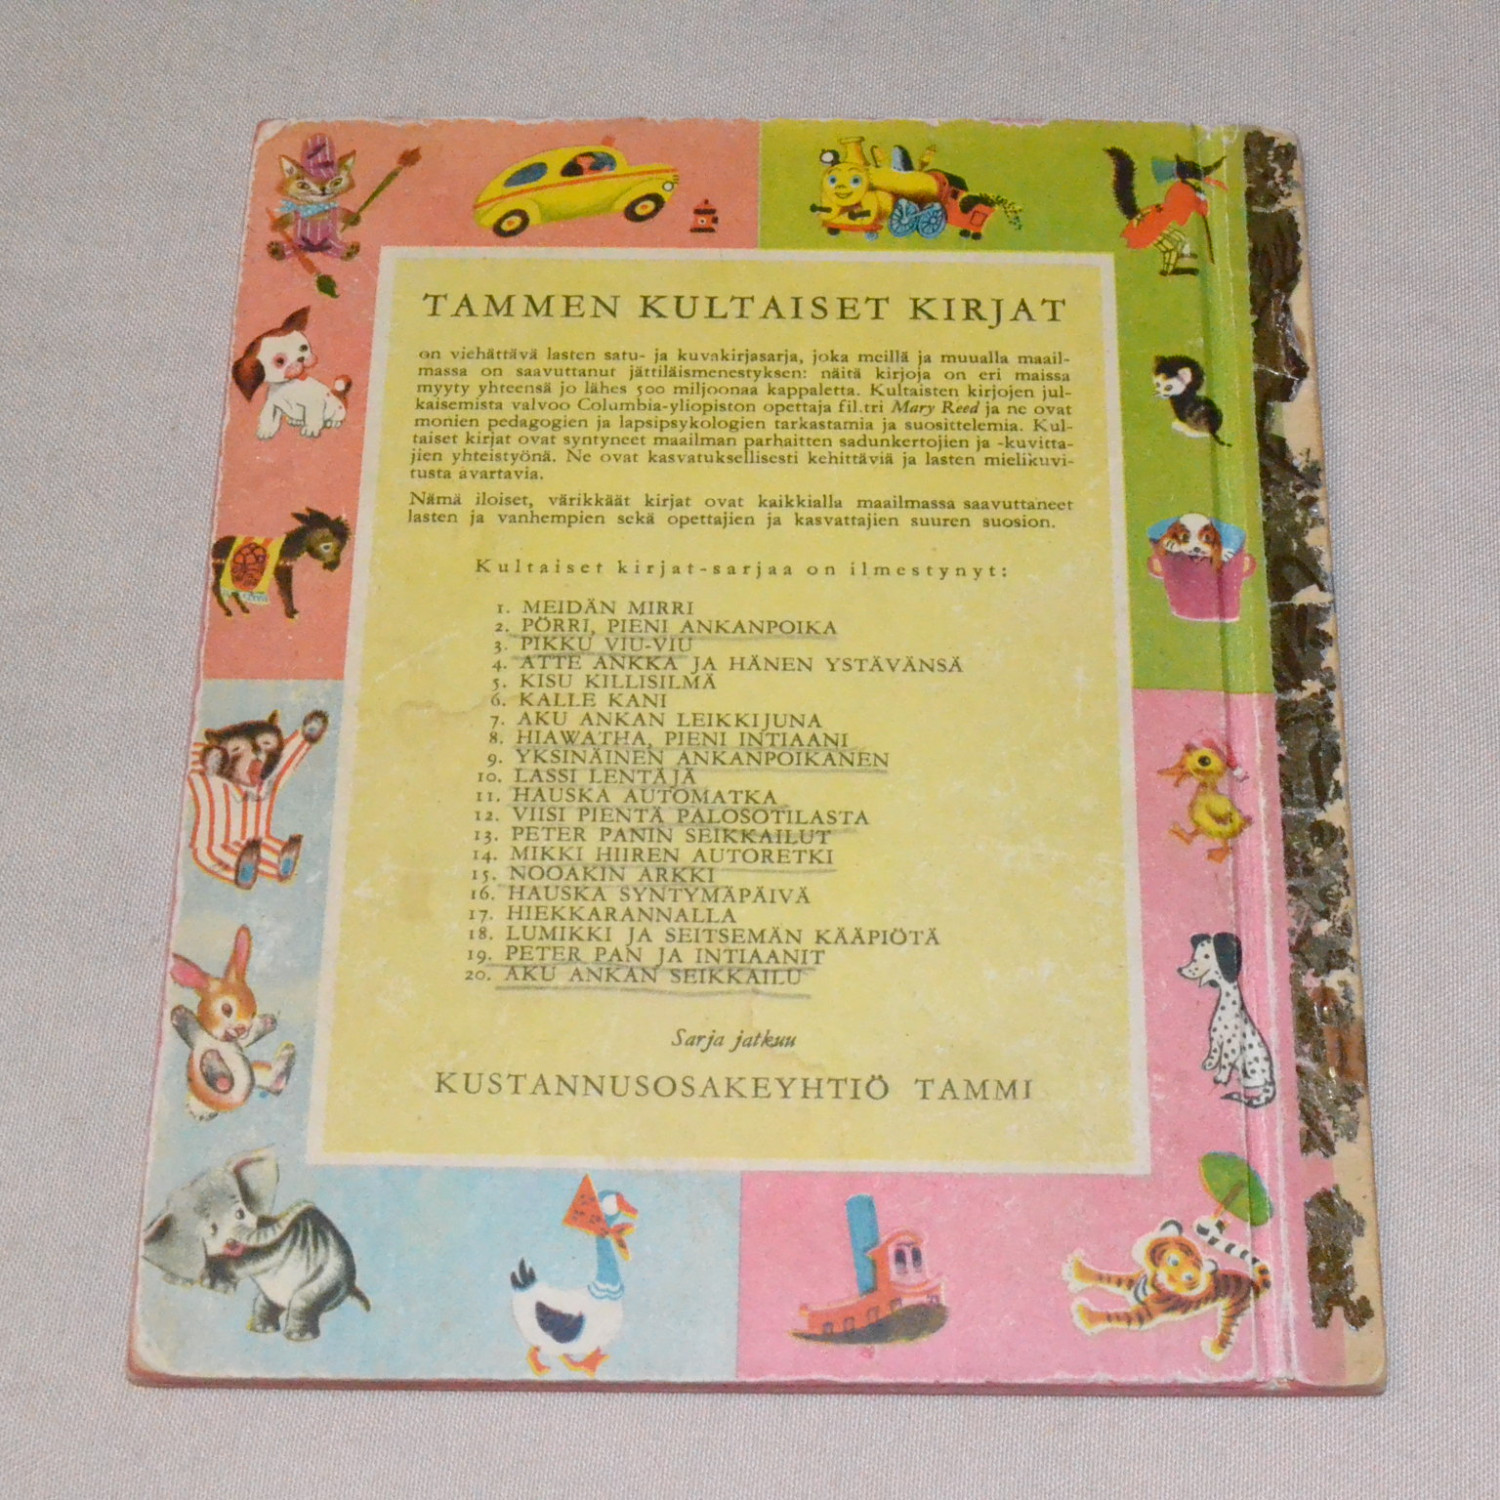 TAMMEN KULTAISET KIRJAT
on viehättävä lasten satu- ja kuvakirjasarja, joka meillä ja muualla maail-
massa on saavuttanut jättiläismenestyksen: näitä kirjoja on eri maissa
myyty yhteensä jo lähes 500 miljoonaa kappaletta. Kultaisten kirjojen jul-
kaisemista valvoo Columbia-yliopiston opettaja fil.tri Mary Reed ja ne ovat
monien pedagogien ja lapsipsykologien tarkastamia ja suosittelemia. Kul-
taiset kirjat ovat syntyneet maailman parhaitten sadunkertojien ja -kuvitta-
jien yhteistyönä. Ne ovat kasvatuksellisesti kehittäviä ja lasten mielikuvi-
tusta avartavia.
Nämä iloiset, värikkäät kirjat ovat kaikkialla maailmassa saavuttaneet
lasten ja vanhempien sekä opettajien ja kasvattajien suuren suosion.
Kultaiset kirjat-sarjaa on ilmestynyt:
1. MEIDÄN MIRRI
2. PÖRRI, PIENI ANKANPOIKA
3. PIKKU VIU-VIU
4. ATTE ANKKA JA HÄNEN YSTÄVÄNSÄ
5. KISU KILLISILMÄ
6. KALLE KANI
7. AKU ANKAN LEIKKIJUNA
8. HIAWATHA, PIENI INTIAANI
9. YKSINÄINEN ANKANPOIKANEN
10. LASSI LENTÄJÄ
11. HAUSKA AUTOMATKA
12. VIISI PIENTÄ PALOSOTILASTA
13. PETER PANIN SEIKKAILUT
14. MIKKI HIIREN AUTORETKI
15. NOOAKIN ARKKI
16. HAUSKA SYNTYMÄPÄIVÄ
17. HIEKKARANNALLA
18. LUMIKKI JA SEITSEMÄN KÄÄPIÖTÄ
19. PETER PAN JA INTIAANIT
20. AKU ANKAN SEIKKAILU
Sarja jatkuu
KUSTANNUSOSAKEYHTIÖ TAMMI